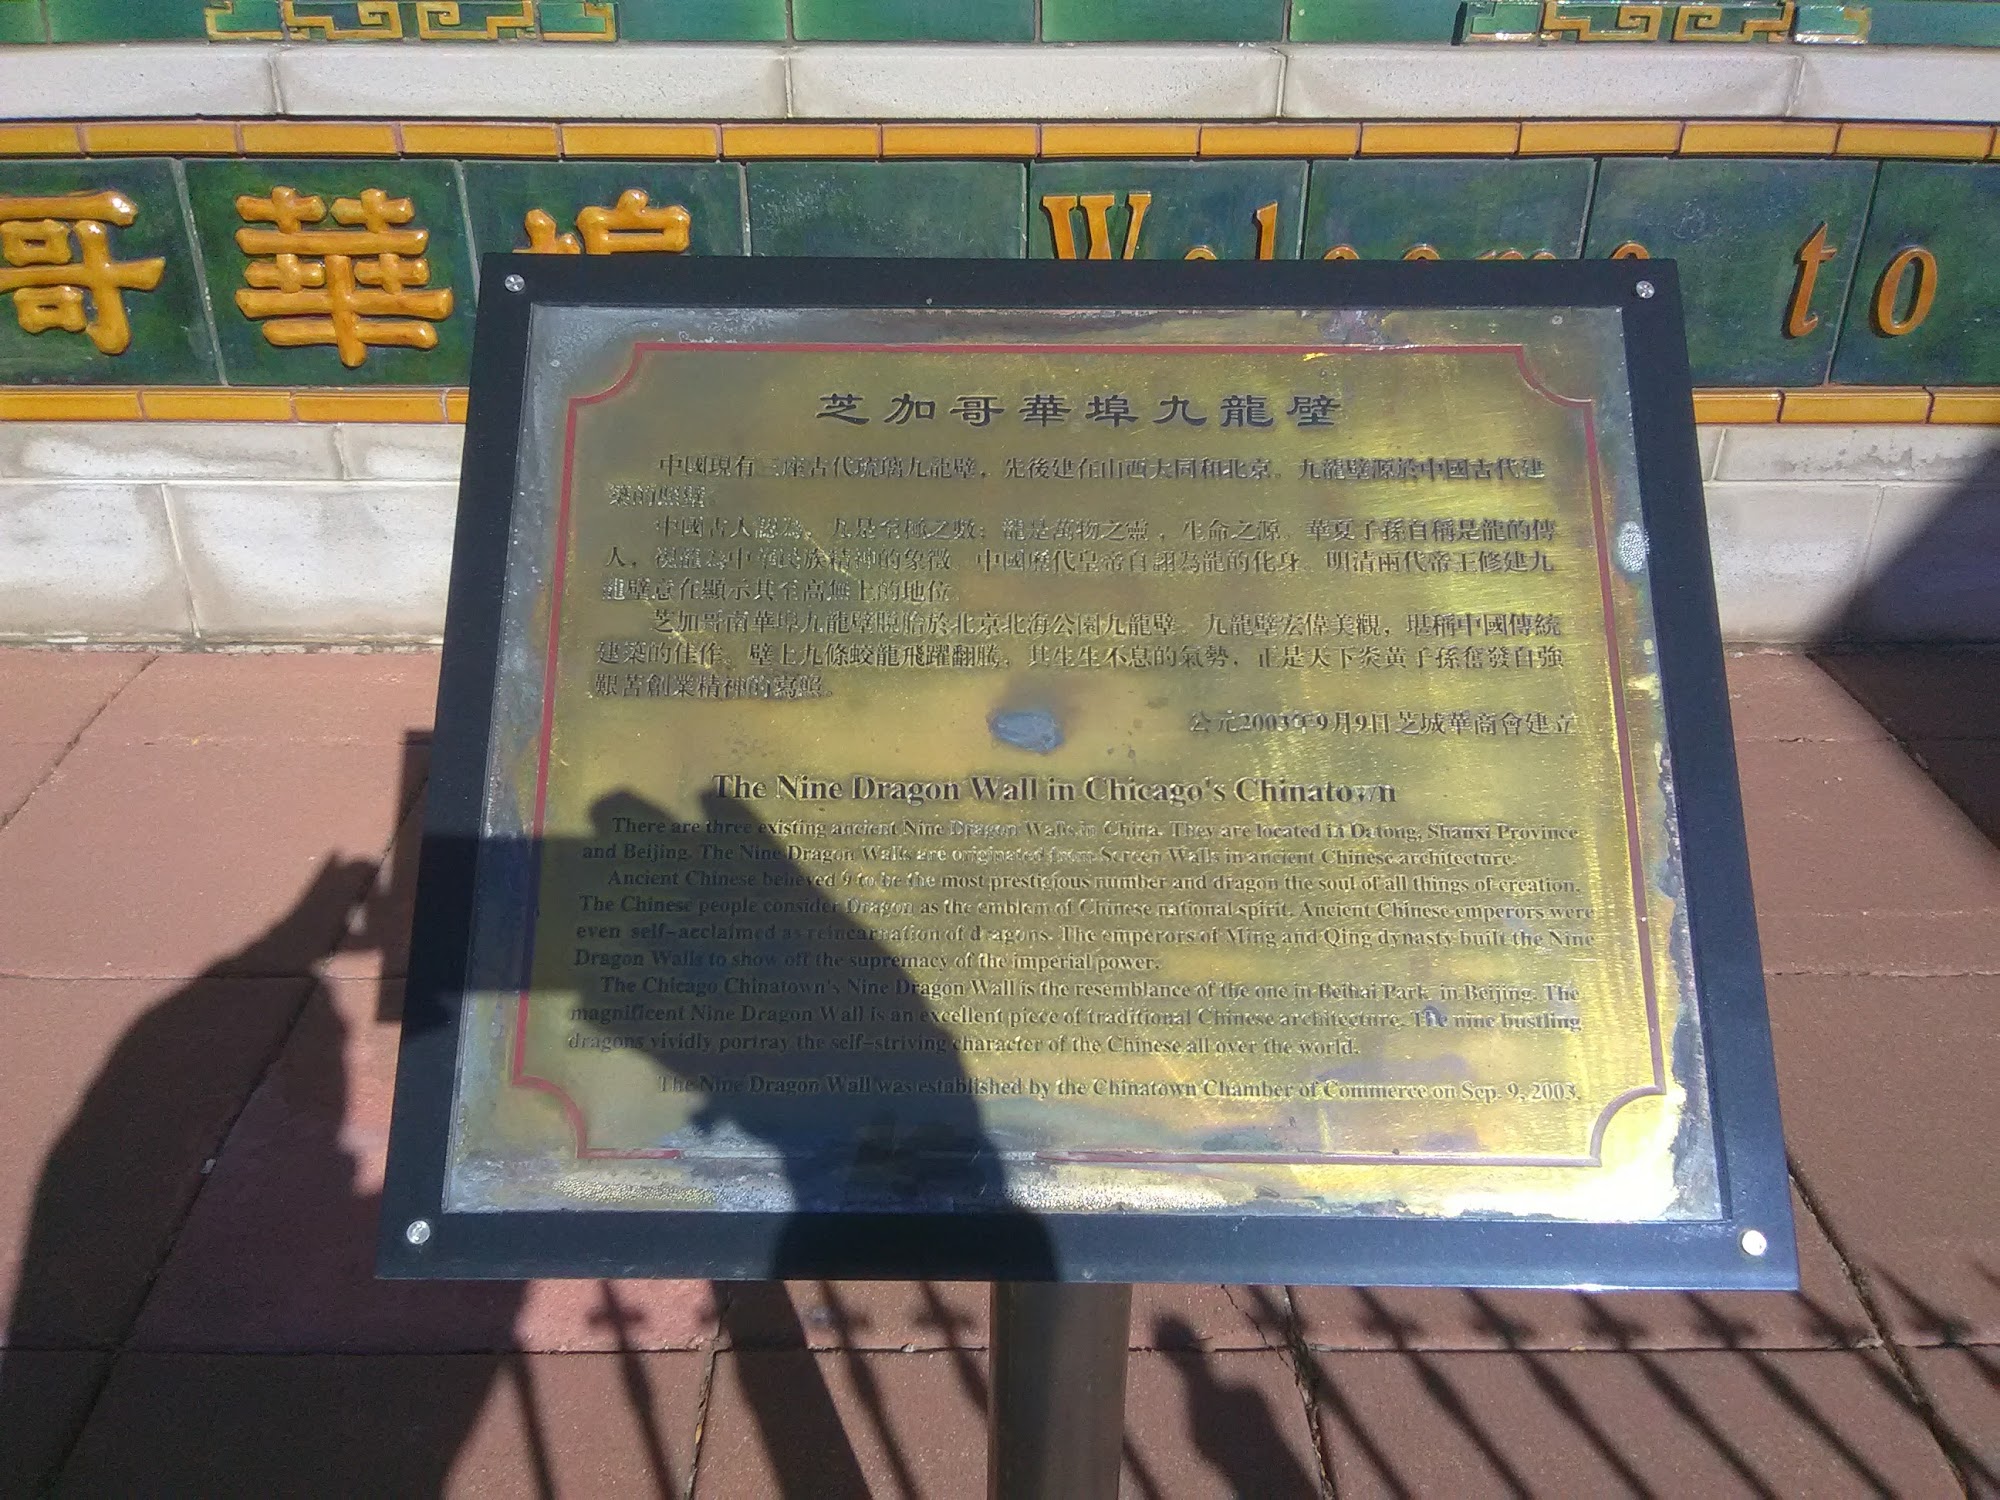 哥華埠 Welcome to
芝加哥華埠九龍壁
中國現有三座古代琉璃九龍壁，先後建在山西大同和北京。九龍壁源於中國古代建
築的照壁。
中國古人認為，九是至極之數；龍是萬物之靈，生命之源。華夏子孫自稱是龍的傳
人，視龍為中華民族精神的象徵。中國歷代皇帝自詡為龍的化身。明清兩代帝王修建九
龍壁意在顯示其至高無上的地位。
芝加哥南華埠九龍壁脫胎於北京北海公園九龍壁。九龍壁宏偉美觀，堪稱中國傳統
建築的佳作。壁上九條蛟龍飛躍翻騰，其生生不息的氣勢，正是天下炎黃子孫奮發自強
艱苦創業精神的寫照。
公元2003年9月9日芝城華商會建立
The Nine Dragon Wall in Chicago's Chinatown
There are three existing ancient Nine Dragon Walls in China. They are located in Datong, Shanxi Province
and Beijing. The Nine Dragon Walls are originated from Screen Walls in ancient Chinese architecture.
Ancient Chinese believed 9 to be the most prestigious number and dragon the soul of all things of creation.
The Chinese people consider Dragon as the emblem of Chinese national spirit. Ancient Chinese emperors were
even self-acclaimed as reincarnation of dragons. The emperors of Ming and Qing dynasty built the Nine
Dragon Walls to show off the supremacy of the imperial power.
The Chicago Chinatown's Nine Dragon Wall is the resemblance of the one in Beihai Park, in Beijing. The
magnificent Nine Dragon Wall is an excellent piece of traditional Chinese architecture. The nine bustling
dragons vividly portray the self-striving character of the Chinese all over the world.
The Nine Dragon Wall was established by the Chinatown Chamber of Commerce on Sep. 9, 2003.